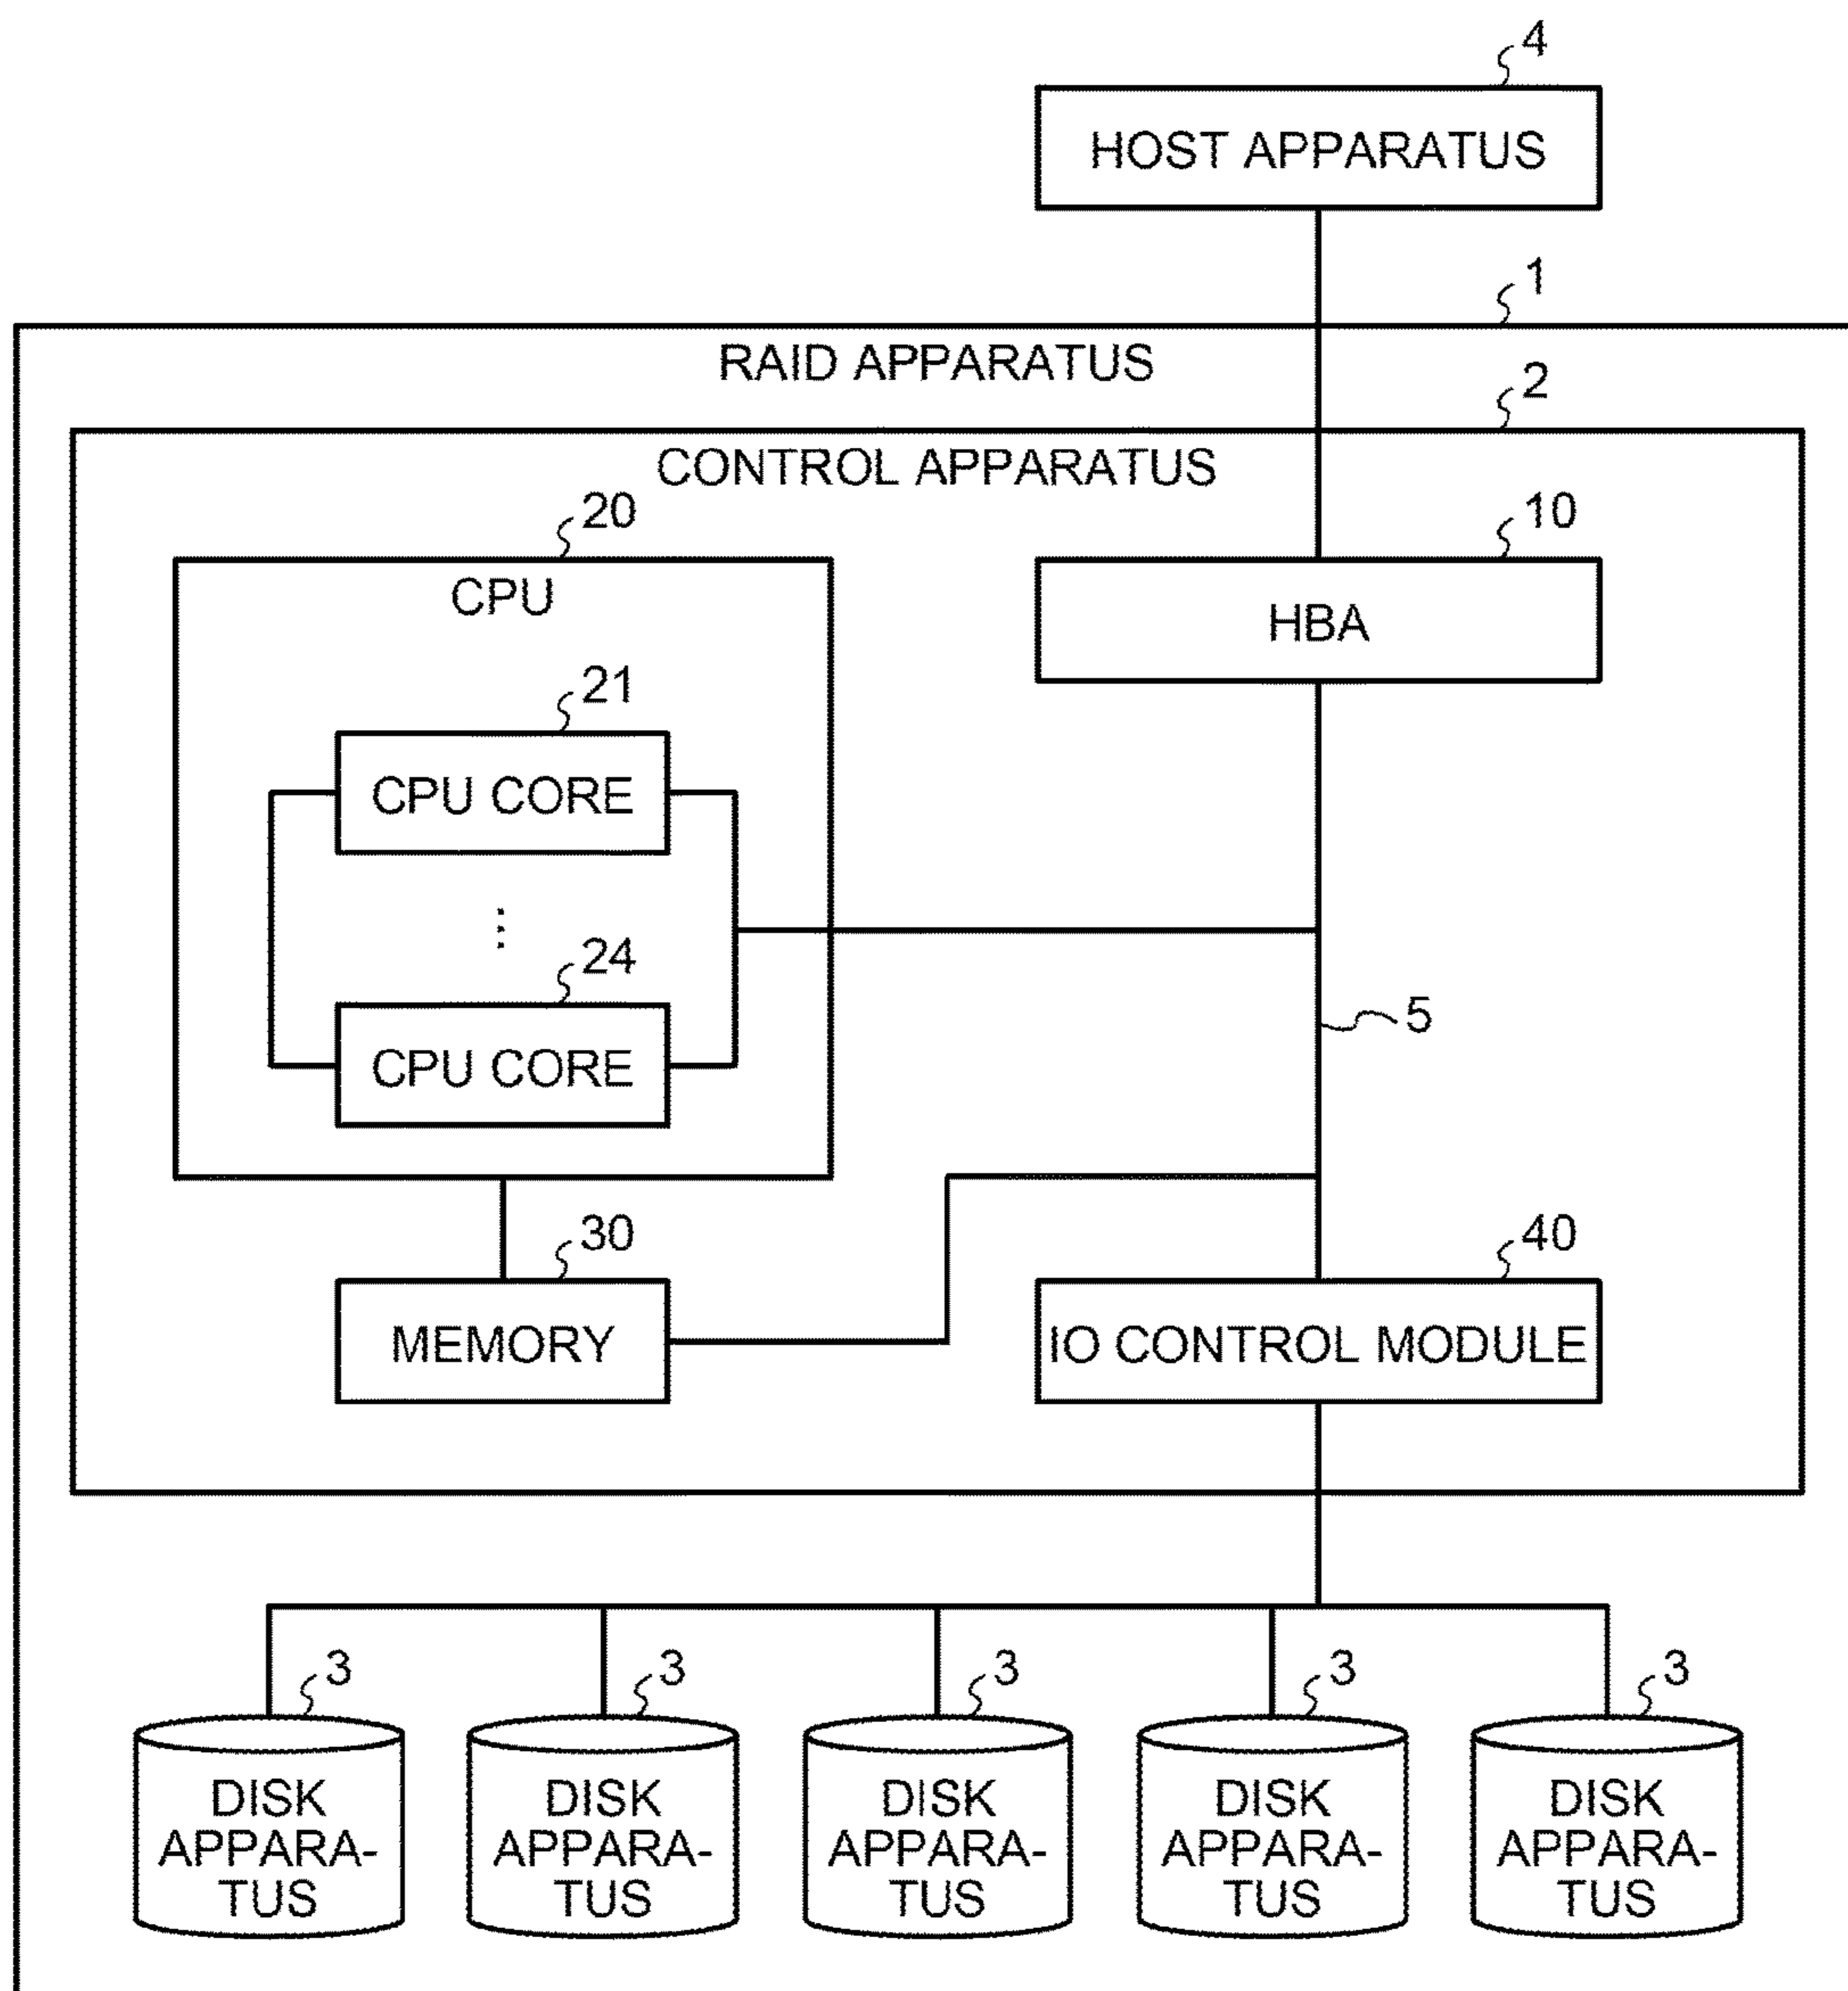 4
HOST APPARATUS
1
RAID APPARATUS
2
CONTROL APPARATUS
20
10
CPU
HBA
21
CPU CORE
⋮
24
5
CPU CORE
30
40
MEMORY
IO CONTROL MODULE
3 3 3 3 3
DISK APPARA-TUS
DISK APPARA-TUS
DISK APPARA-TUS
DISK APPARA-TUS
DISK APPARA-TUS